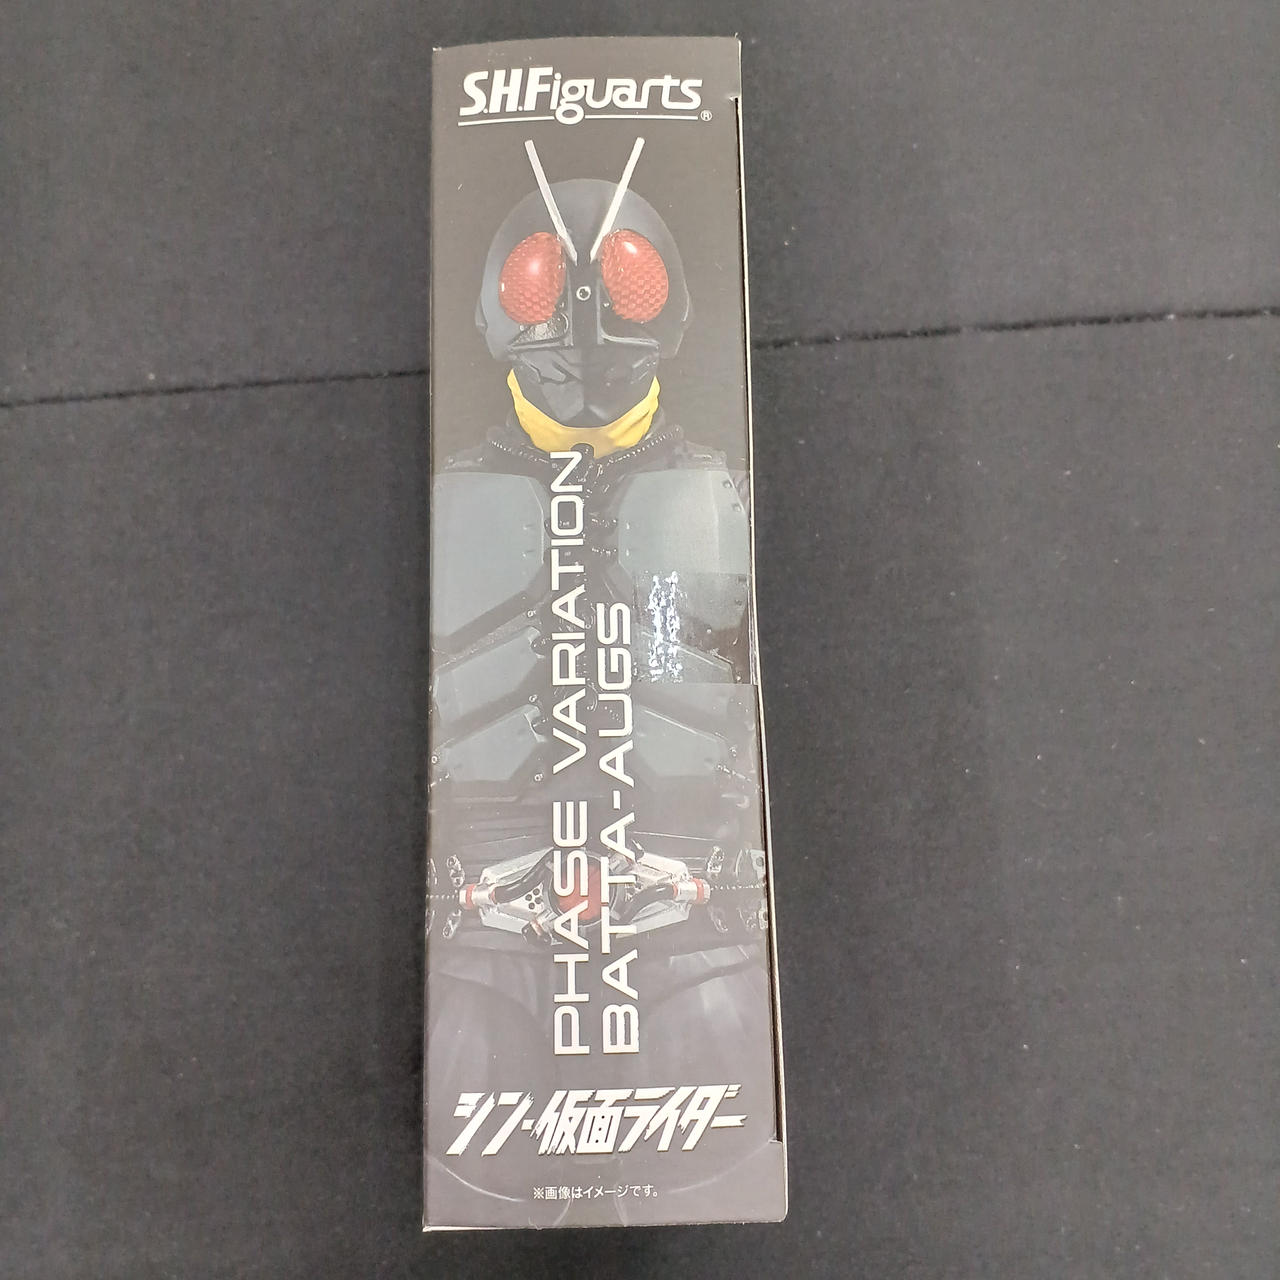 S.H.Figuarts®
PHASE VARIATION
BATTA-AUGS
シン・仮面ライダー
※画像はイメージです。